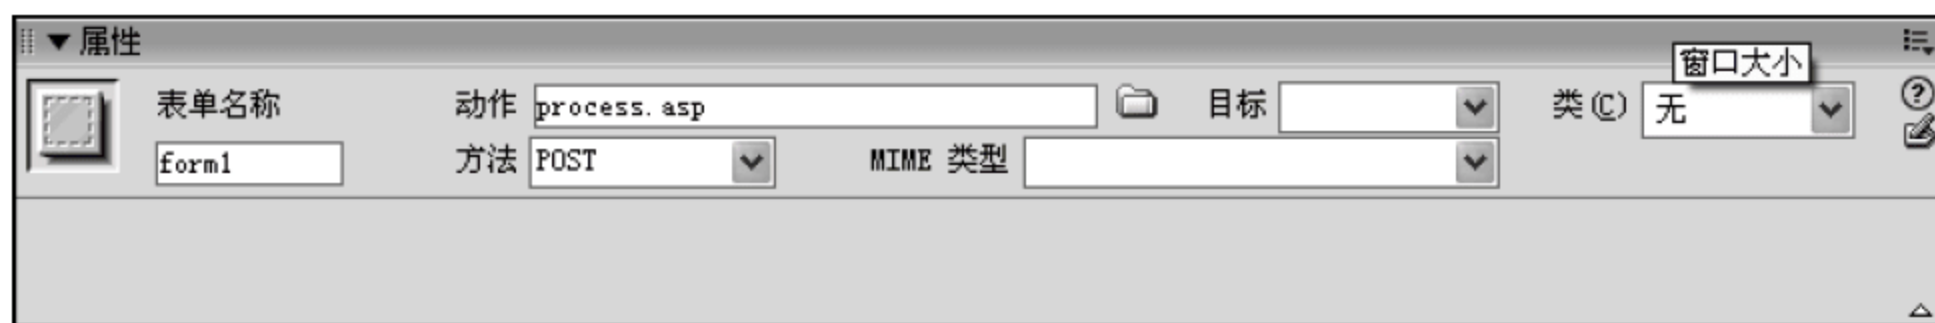 属性
窗口大小
表单名称 动作 process.asp 目标 类(C) 无
form1 方法 POST MIME 类型